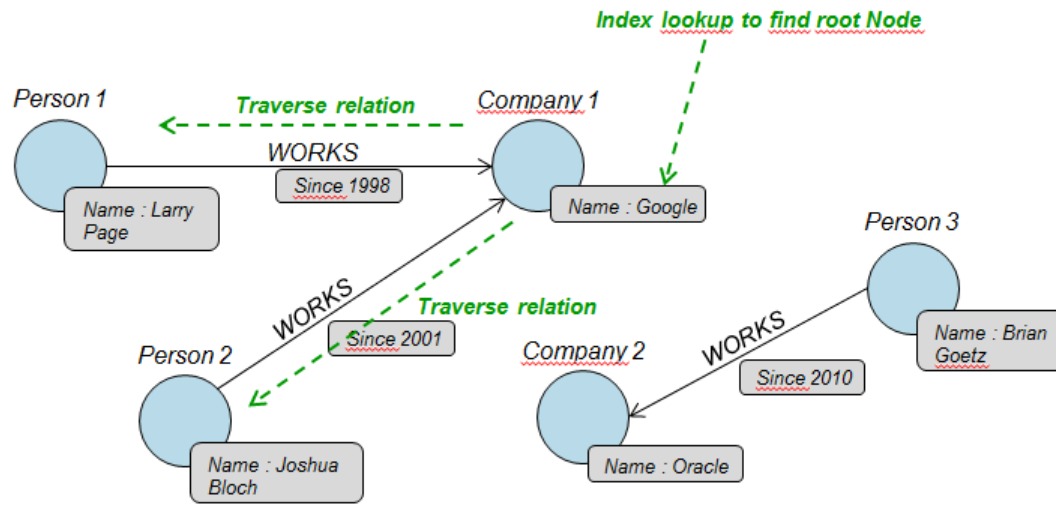 Index lookup to find root Node
Person 1
Traverse relation
Company 1
WORKS
Since 1998
Name : Larry
Page
Name : Google
Person 3
WORKS
Traverse relation
Since 2001
Person 2
Company 2
WORKS
Name : Brian
Goetz
Since 2010
Name : Joshua
Bloch
Name : Oracle